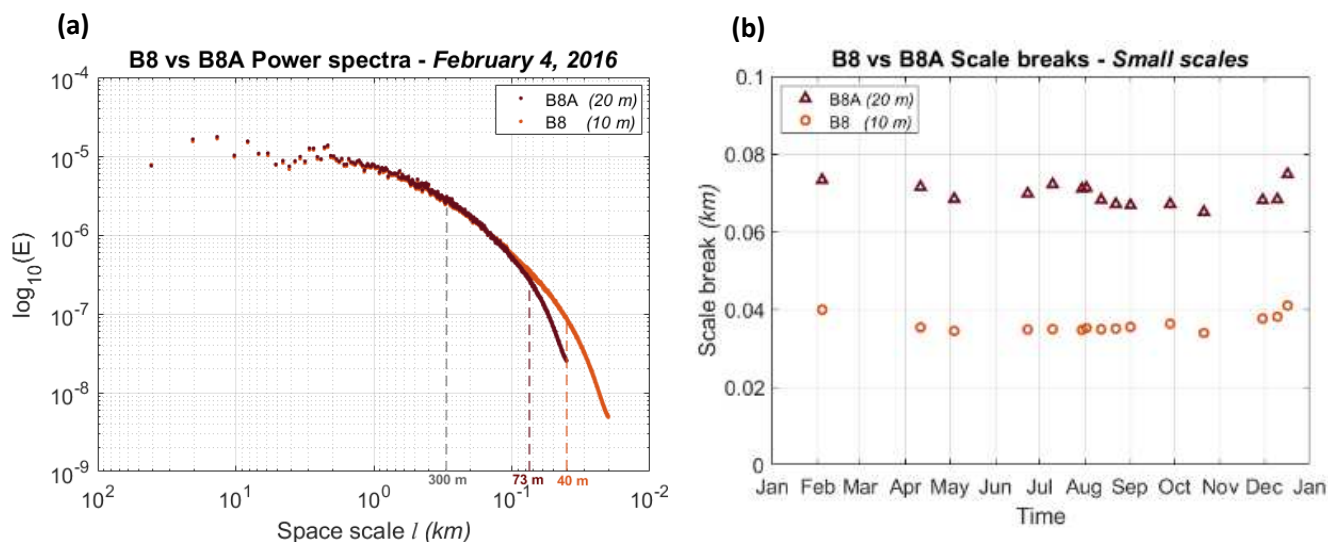 (a)
B8 vs B8A Power spectra - February 4, 2016
B8A (20 m)
B8 (10 m)
10^-4
10^-5
10^-6
10^-7
10^-8
10^-9
log10(E)
300 m
73 m
40 m
10^2
10^1
10^0
10^-1
10^-2
Space scale l (km)
(b)
B8 vs B8A Scale breaks - Small scales
B8A (20 m)
B8 (10 m)
0.1
0.08
0.06
0.04
0.02
0
Scale break (km)
Jan Feb Mar Apr May Jun Jul Aug Sep Oct Nov Dec Jan
Time